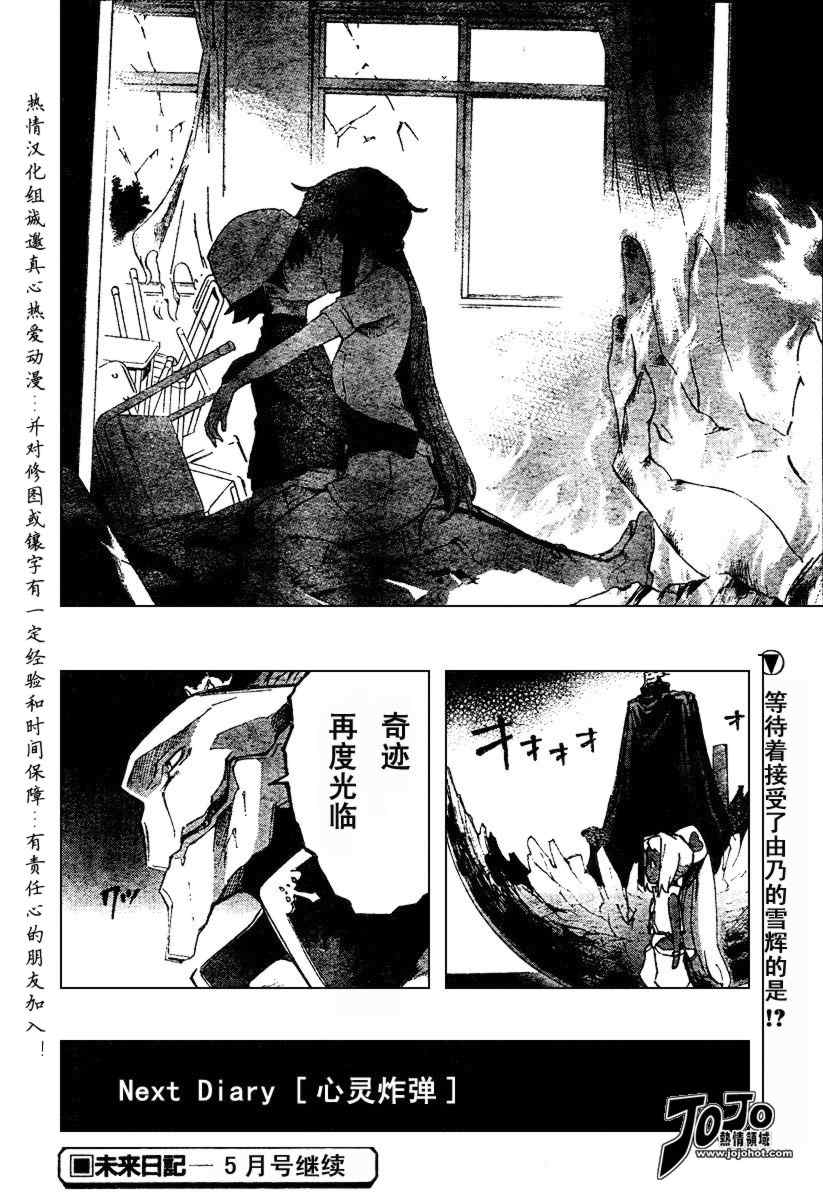 热情汉化组诚邀真心热爱动漫…并对修图或镶字有一定经验和时间保障…有责任心的朋友加入!
奇迹
再度光临
オオオオ
▼等待着接受了由乃的雪辉的是!?
Next Diary [心灵炸弹]
未来日記—5月号继续
JOJO
熱情領域
www.jojohot.com